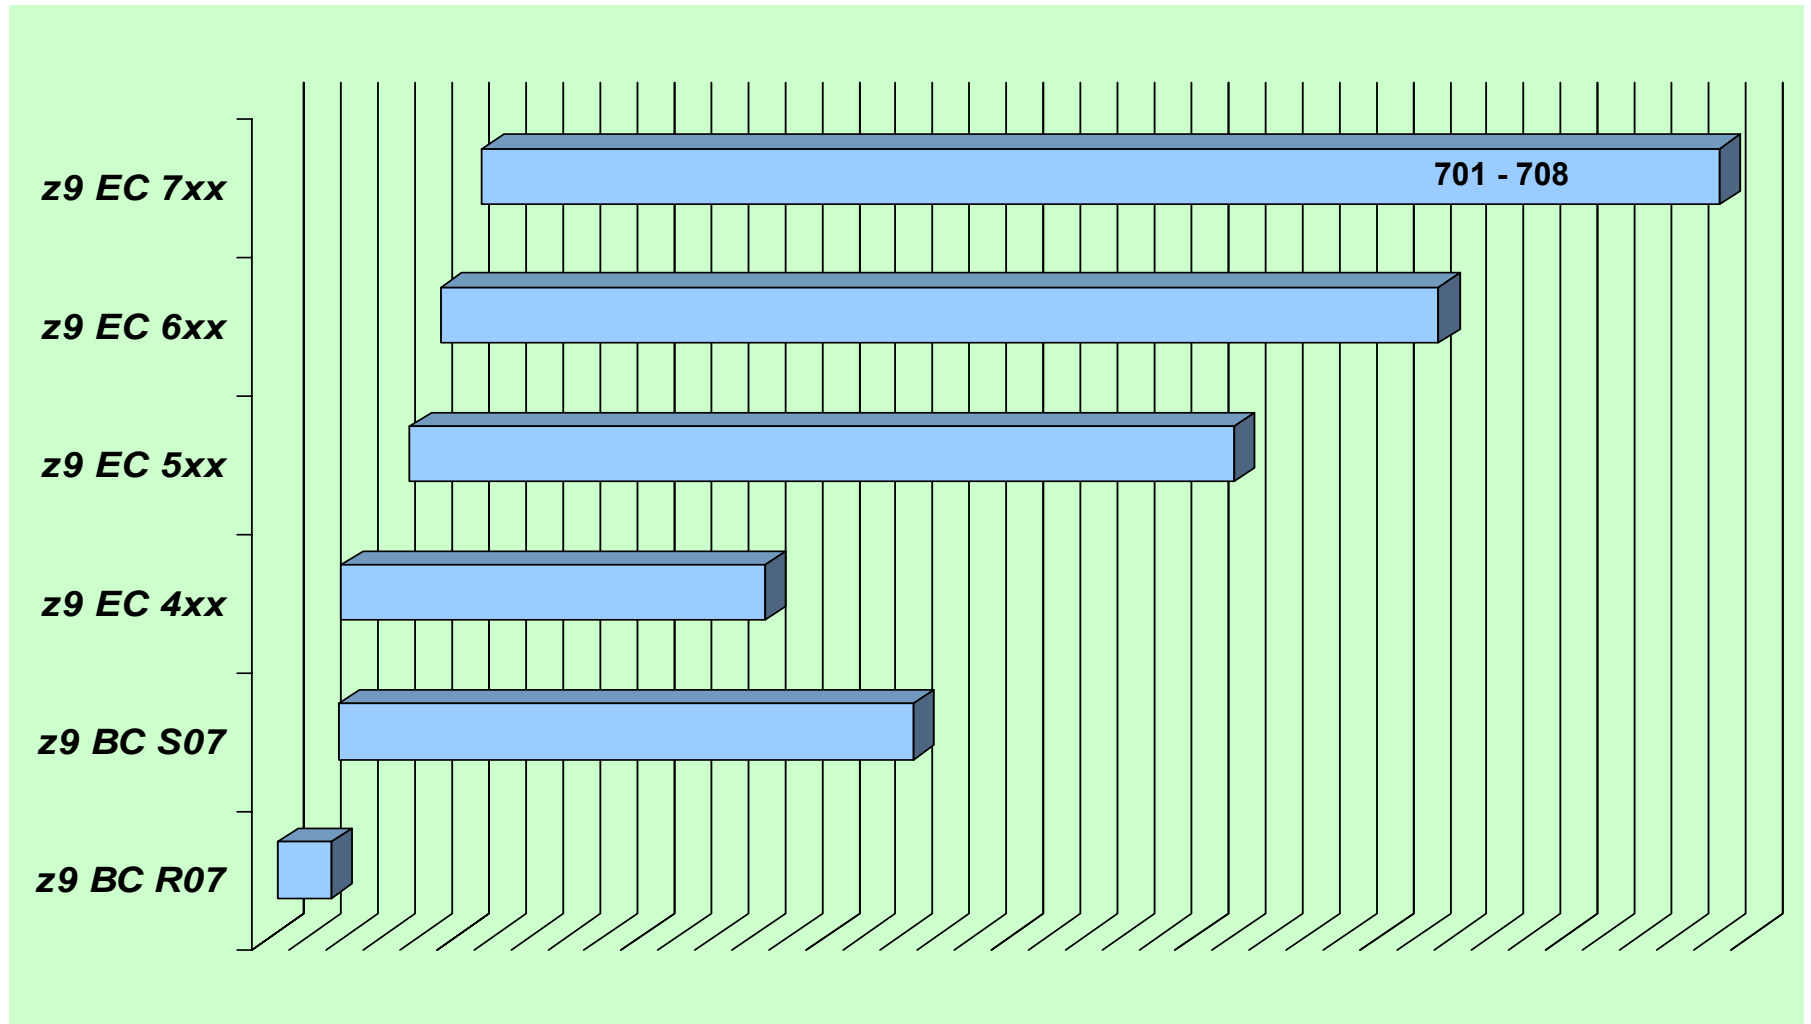 z9 EC 7xx
701 - 708
z9 EC 6xx
z9 EC 5xx
z9 EC 4xx
z9 BC S07
z9 BC R07